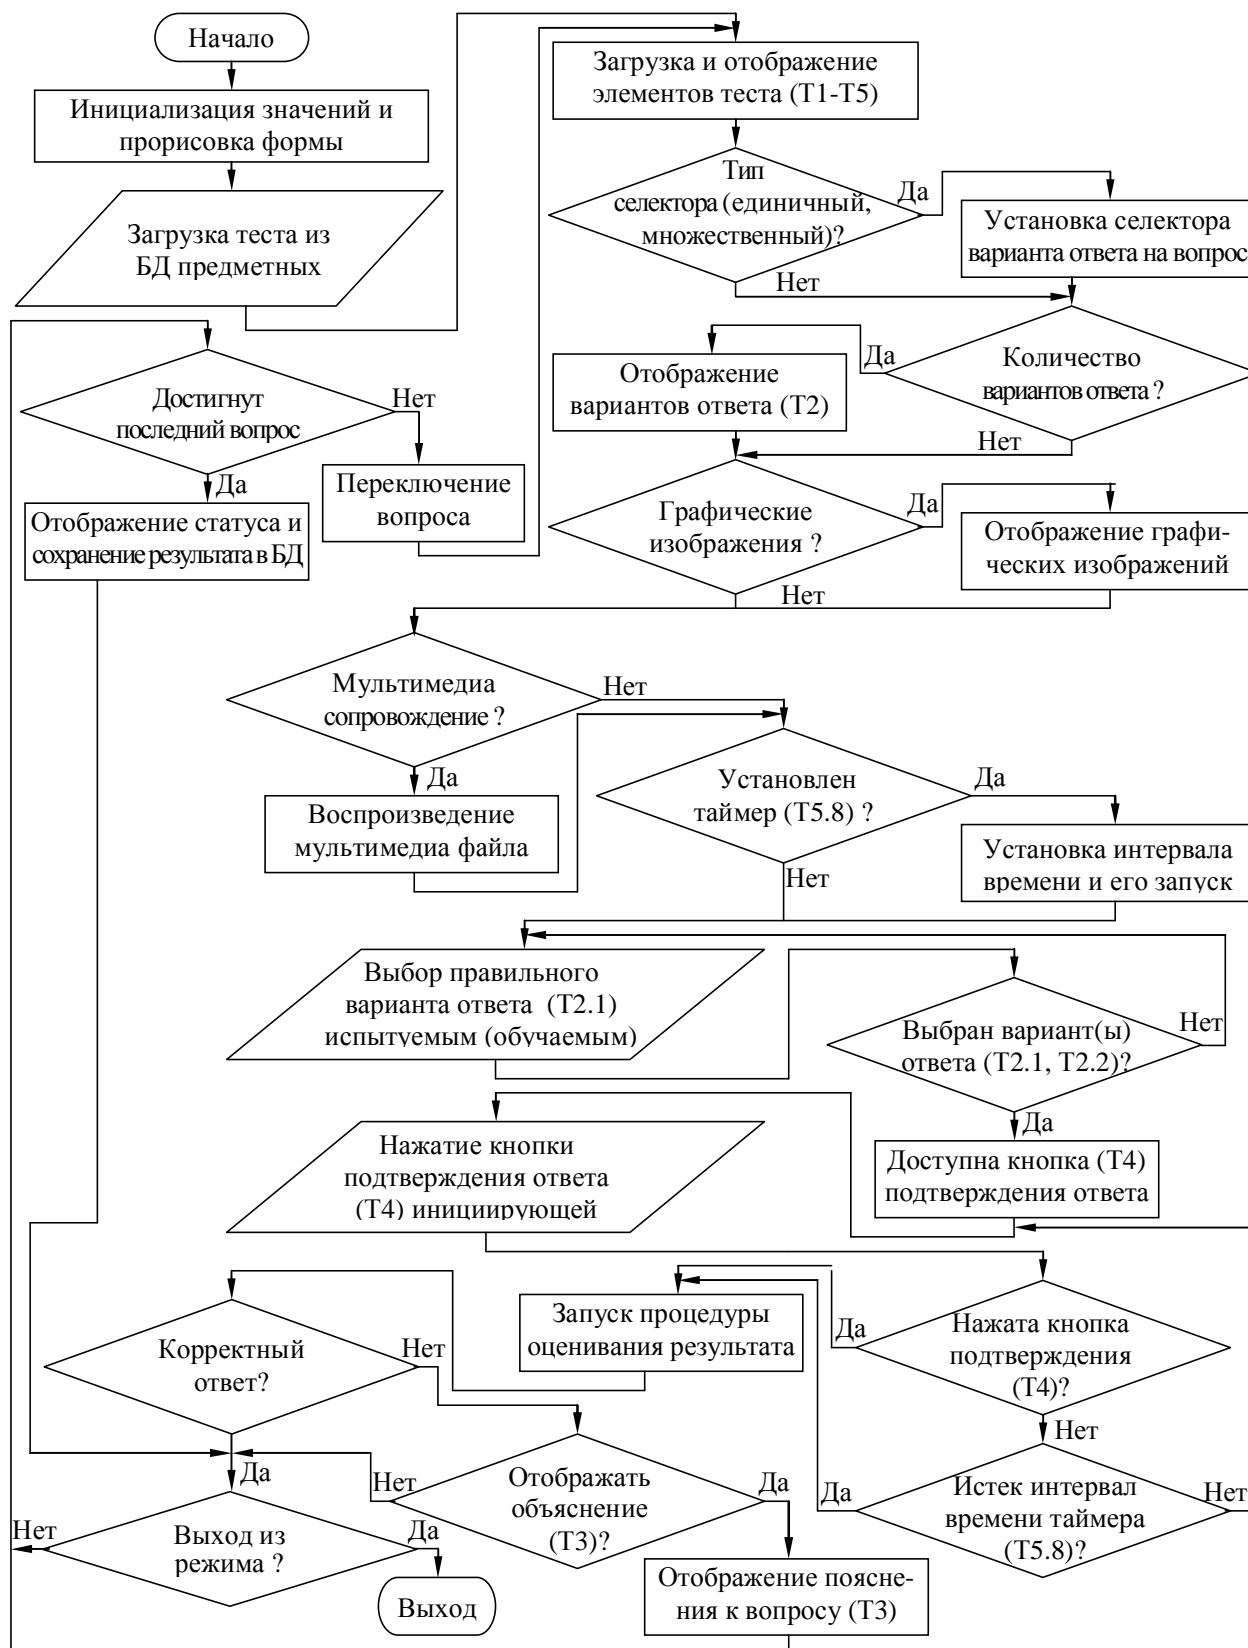 Начало
Инициализация значений и
прорисовка формы
Загрузка теста из
БД предметных
Загрузка и отображение
элементов теста (Т1-Т5)
Тип
селектора (единичный,
множественный)?
Да
Нет
Установка селектора
варианта ответа на вопрос
Количество
вариантов ответа ?
Да
Нет
Отображение
вариантов ответа (Т2)
Достигнут
последний вопрос
Нет
Да
Переключение
вопроса
Отображение статуса и
сохранение результата в БД
Графические
изображения ?
Да
Нет
Отображение графи-
ческих изображений
Мультимедиа
сопровождение ?
Нет
Да
Воспроизведение
мультимедиа файла
Установлен
таймер (Т5.8) ?
Да
Нет
Установка интервала
времени и его запуск
Выбор правильного
варианта ответа (Т2.1)
испытуемым (обучаемым)
Выбран вариант(ы
ответа (Т2.1, Т2.2)?
Нет
Да
Доступна кнопка (Т4)
подтверждения ответа
Нажатие кнопки
подтверждения ответа
(Т4) инициирующей
Нажата кнопка
подтверждения
(Т4)?
Да
Нет
Запуск процедуры
оценивания результата
Корректный
ответ?
Нет
Да
Истек интервал
времени таймера
(Т5.8)?
Да
Нет
Отображать
объяснение
(Т3)?
Нет
Да
Отображение поясне-
ния к вопросу (Т3)
Выход из
режима ?
Нет
Да
Выход